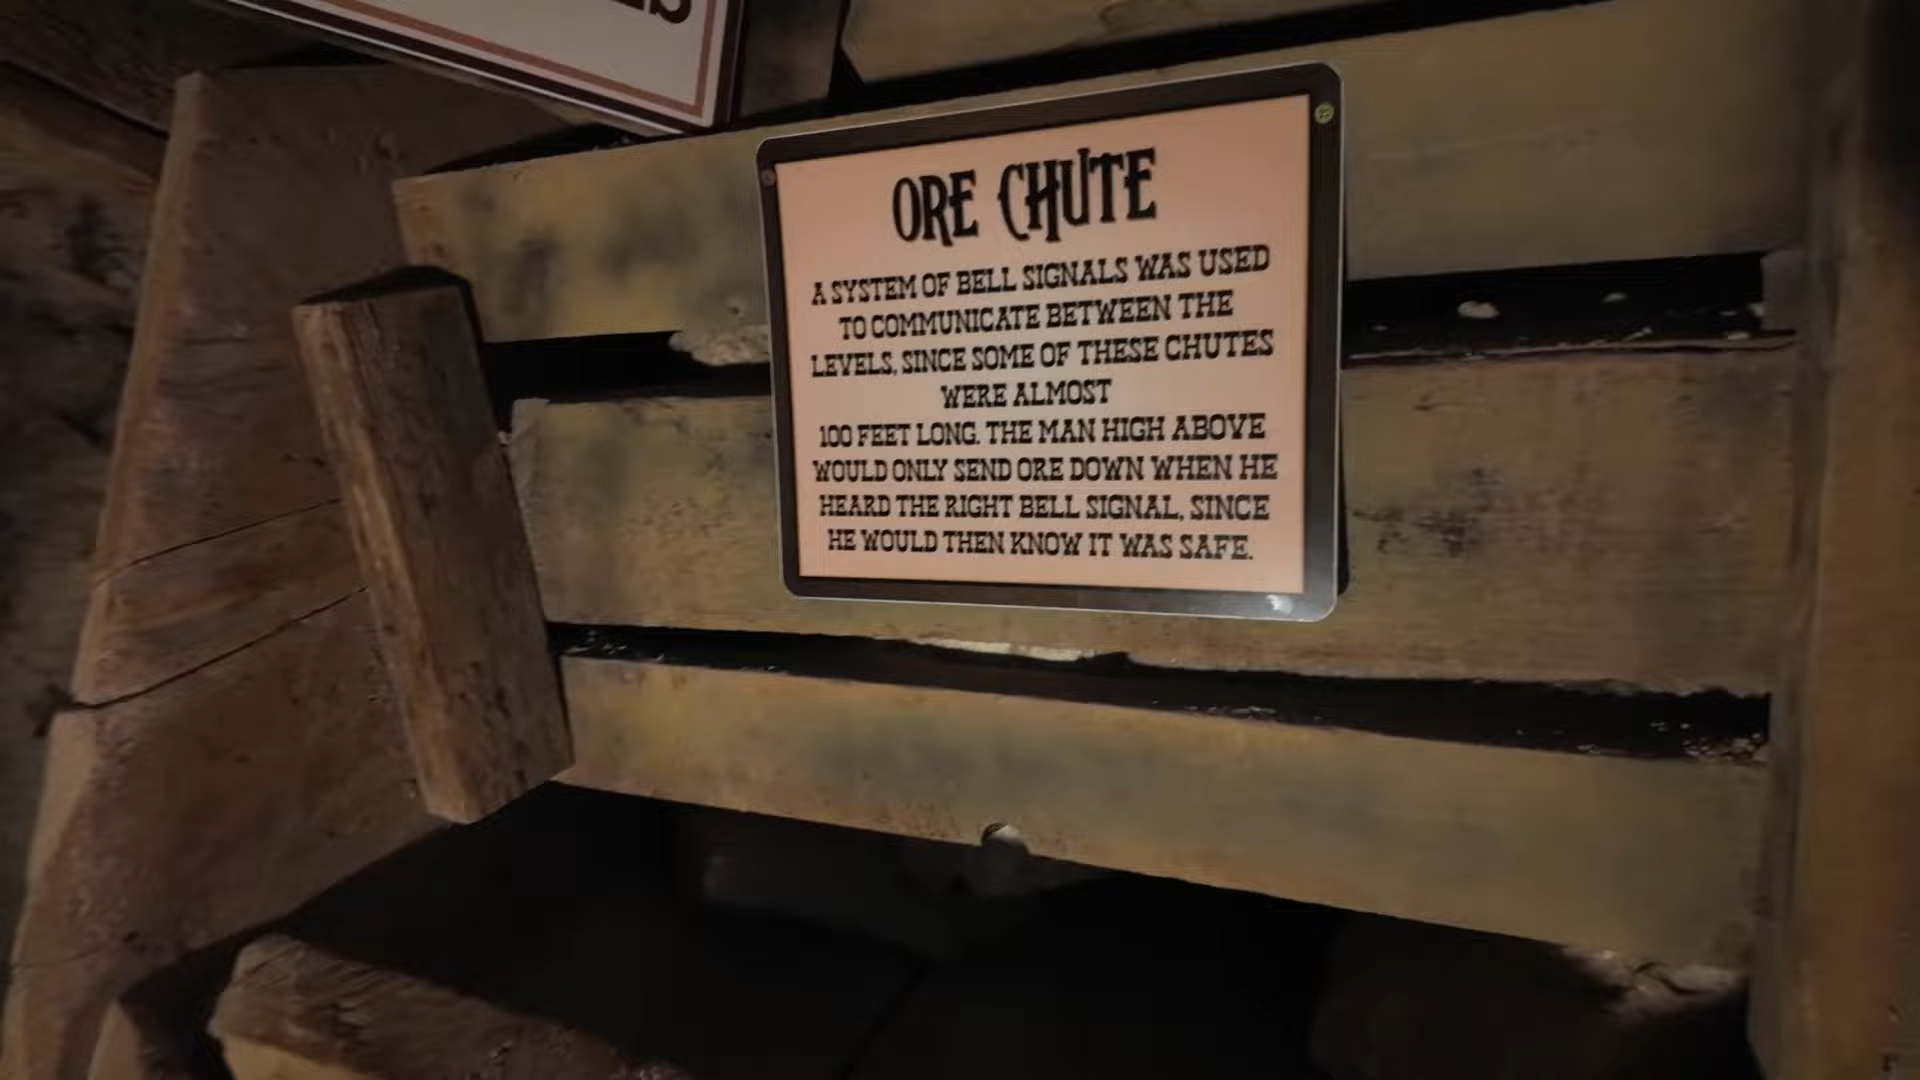 ORE CHUTE
A SYSTEM OF BELL SIGNALS WAS USED
TO COMMUNICATE BETWEEN THE
LEVELS, SINCE SOME OF THESE CHUTES
WERE ALMOST
100 FEET LONG. THE MAN HIGH ABOVE
WOULD ONLY SEND ORE DOWN WHEN HE
HEARD THE RIGHT BELL SIGNAL, SINCE
HE WOULD THEN KNOW IT WAS SAFE.